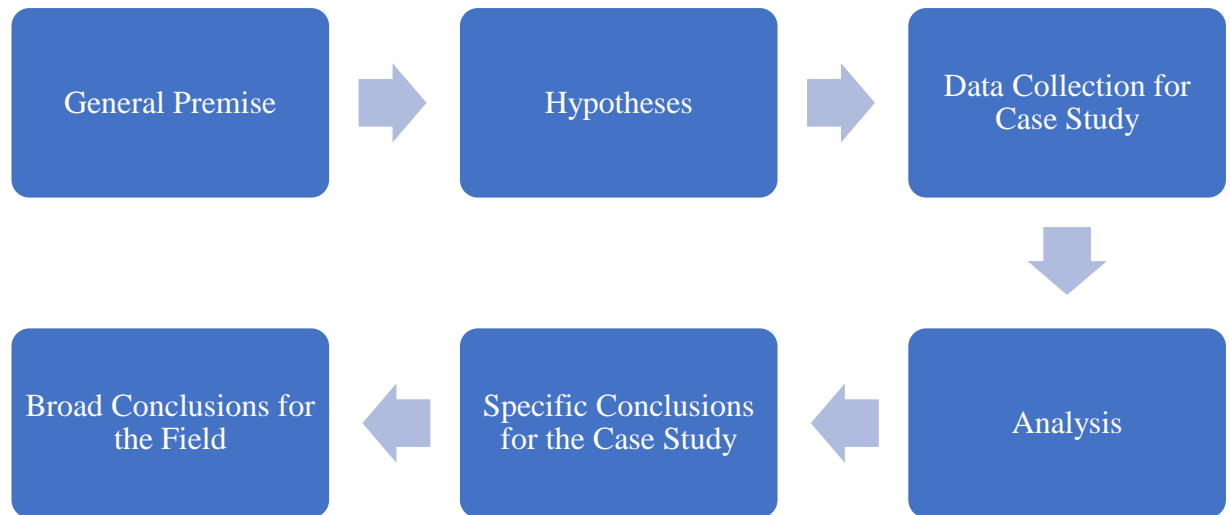 General Premise
Hypotheses
Data Collection for
Case Study
Analysis
Specific Conclusions
for the Case Study
Broad Conclusions for
the Field